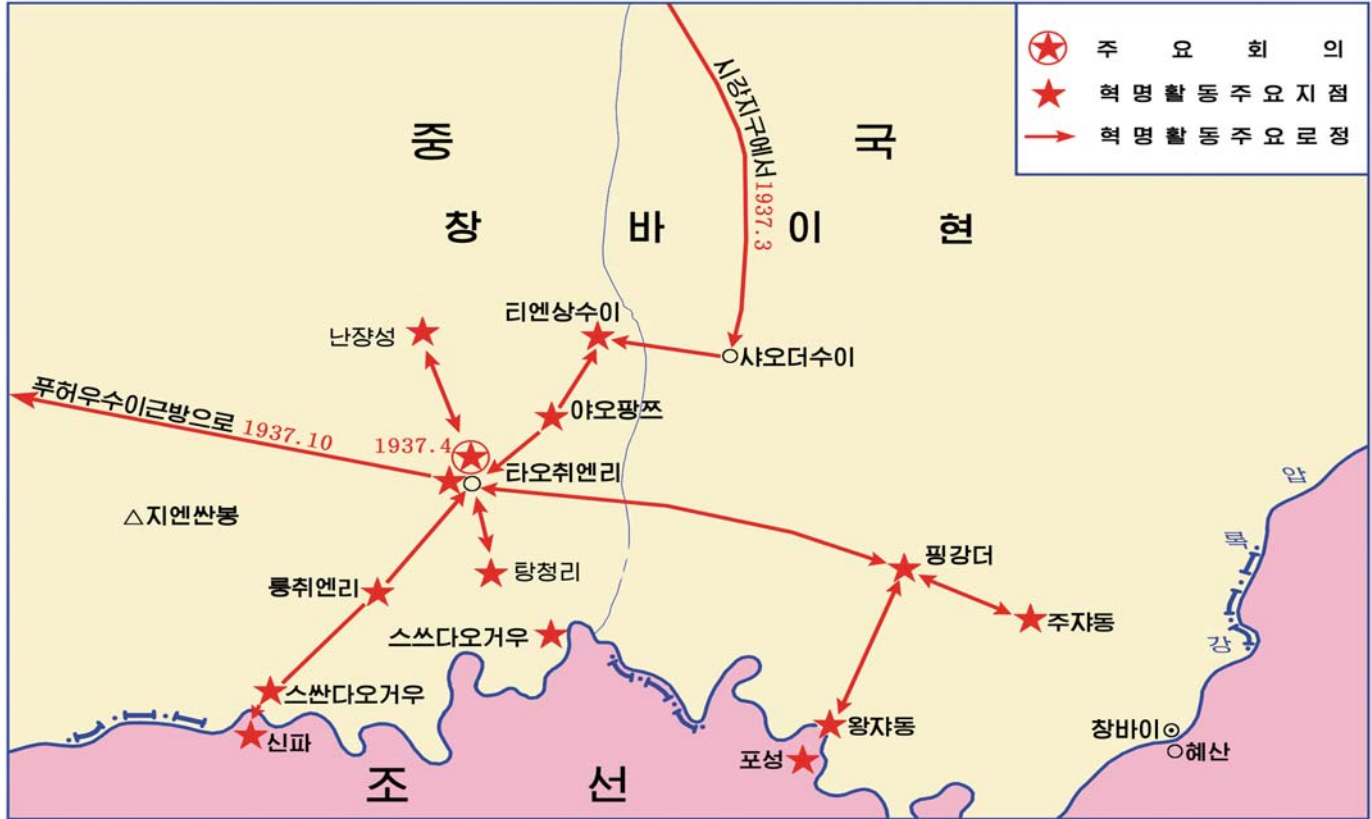 주 요 회 의
혁 명 활 동 주 요 지 점
혁 명 활 동 주 요 로 정
시강지구에서 1937.3
중 국
창 바 이 현
티엔상수이
난쟝성
샤오더수이
푸허우수이근방으로 1937.10
야오팡쯔
1937.4
타오취엔리
압 록 강
△지엔싼봉
핑강더
탕청리
룽취엔리
주쟈동
스쓰다오거우
스싼다오거우
왕쟈동
창바이
신파
혜산
포성
조 선